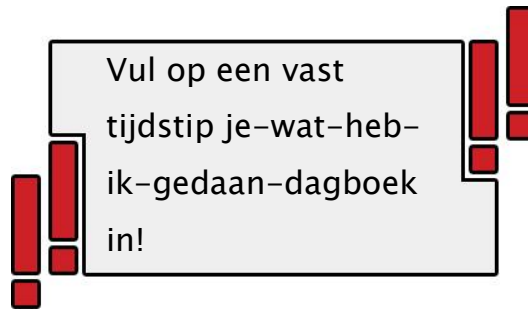 Vul op een vast
tijdstip je-wat-heb-
ik-gedaan-dagboek
in!